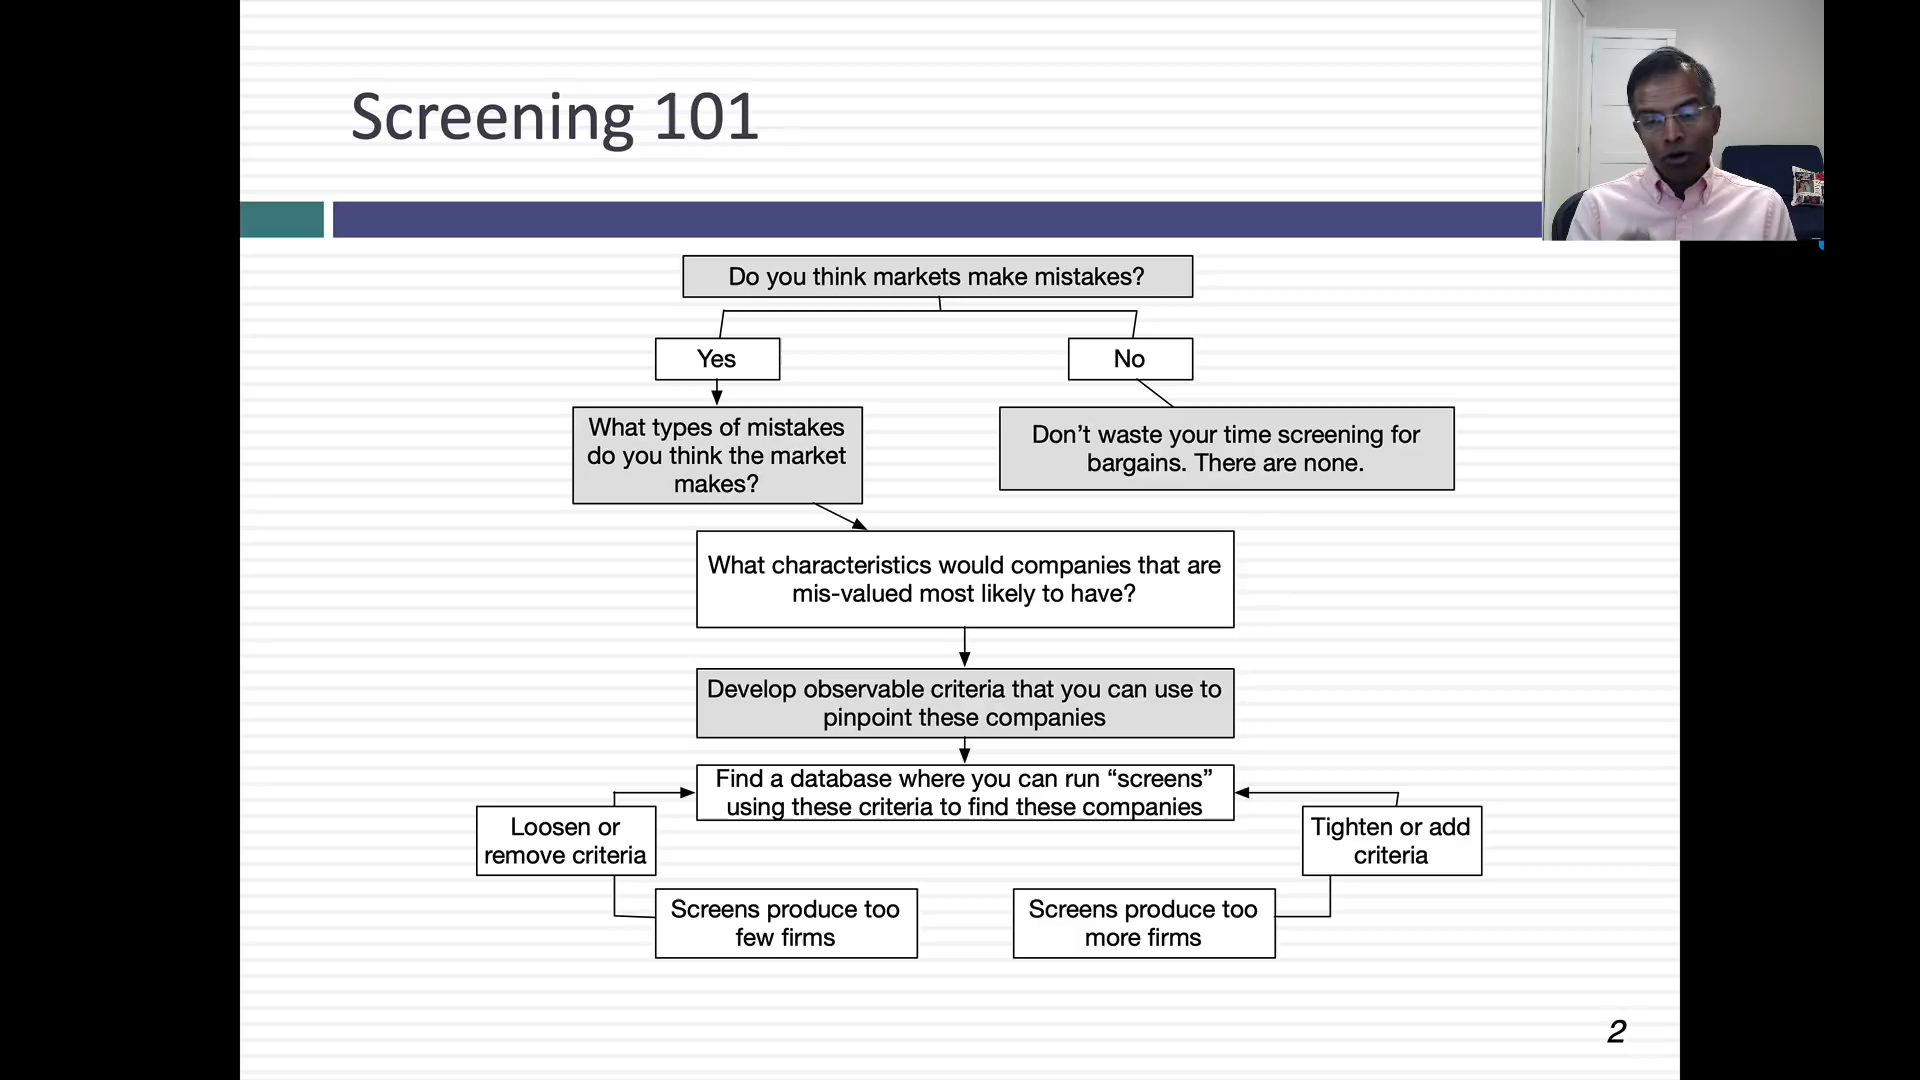 Screening 101
Do you think markets make mistakes?
Yes
No
What types of mistakes
do you think the market
makes?
Don’t waste your time screening for
bargains. There are none.
What characteristics would companies that are
mis-valued most likely to have?
Develop observable criteria that you can use to
pinpoint these companies
Find a database where you can run “screens”
using these criteria to find these companies
Loosen or
remove criteria
Tighten or add
criteria
Screens produce too
few firms
Screens produce too
more firms
2